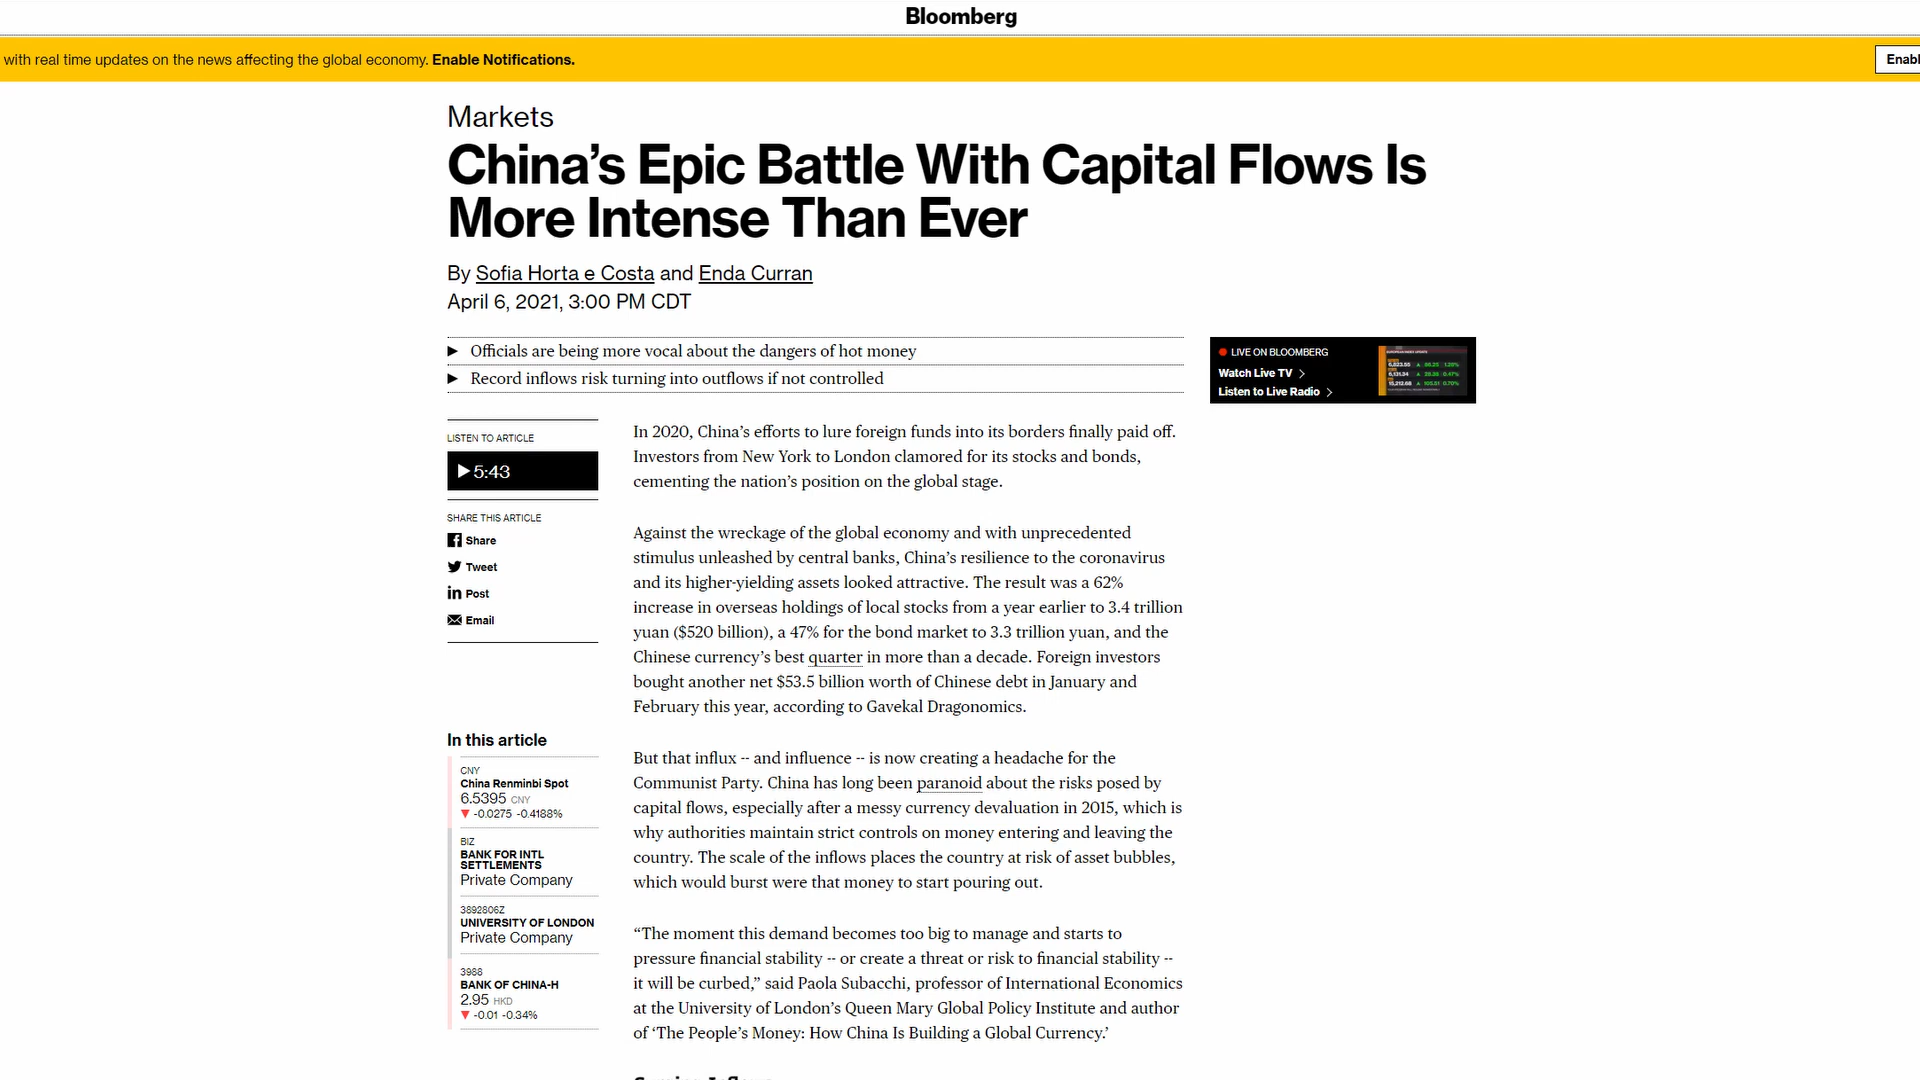 Bloomberg
with real time updates on the news affecting the global economy. Enable Notifications.
Enabl
Markets
China's Epic Battle With Capital Flows Is
More Intense Than Ever
By Sofia Horta e Costa and Enda Curran
April 6, 2021, 3:00 PM CDT
Officials are being more vocal about the dangers of hot money
Record inflows risk turning into outflows if not controlled
LIVE ON BLOOMBERG
Watch Live TV
Listen to Live Radio
LISTEN TO ARTICLE
5:43
SHARE THIS ARTICLE
Share
Tweet
Post
Email
In this article
CNY
China Renminbi Spot
6.5395 CNY
-0.0275 -0.4188%
BIZ
BANK FOR INTL
SETTLEMENTS
Private Company
3892806Z
UNIVERSITY OF LONDON
Private Company
3988
BANK OF CHINA-H
2.95 HKD
-0.01 -0.34%
In 2020, China's efforts to lure foreign funds into its borders finally paid off.
Investors from New York to London clamored for its stocks and bonds,
cementing the nation's position on the global stage.
Against the wreckage of the global economy and with unprecedented
stimulus unleashed by central banks, China's resilience to the coronavirus
and its higher-yielding assets looked attractive. The result was a 62%
increase in overseas holdings of local stocks from a year earlier to 3.4 trillion
yuan ($520 billion), a 47% for the bond market to 3.3 trillion yuan, and the
Chinese currency's best quarter in more than a decade. Foreign investors
bought another net $53.5 billion worth of Chinese debt in January and
February this year, according to Gavekal Dragonomics.
But that influx -- and influence -- is now creating a headache for the
Communist Party. China has long been paranoid about the risks posed by
capital flows, especially after a messy currency devaluation in 2015, which is
why authorities maintain strict controls on money entering and leaving the
country. The scale of the inflows places the country at risk of asset bubbles,
which would burst were that money to start pouring out.
“The moment this demand becomes too big to manage and starts to
pressure financial stability -- or create a threat or risk to financial stability --
it will be curbed,” said Paola Subacchi, professor of International Economics
at the University of London's Queen Mary Global Policy Institute and author
of ‘The People's Money: How China Is Building a Global Currency.’